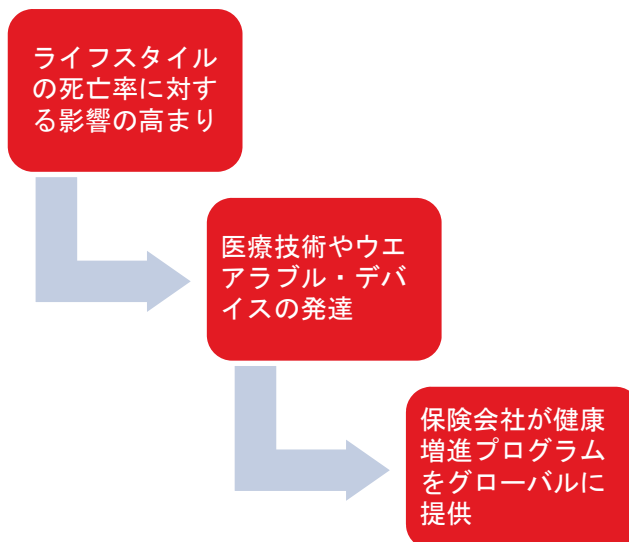 ライフスタイル
の死亡率に対す
る影響の高まり
医療技術やウエ
アラブル・デバ
イスの発達
保険会社が健康
増進プログラム
をグローバルに
提供